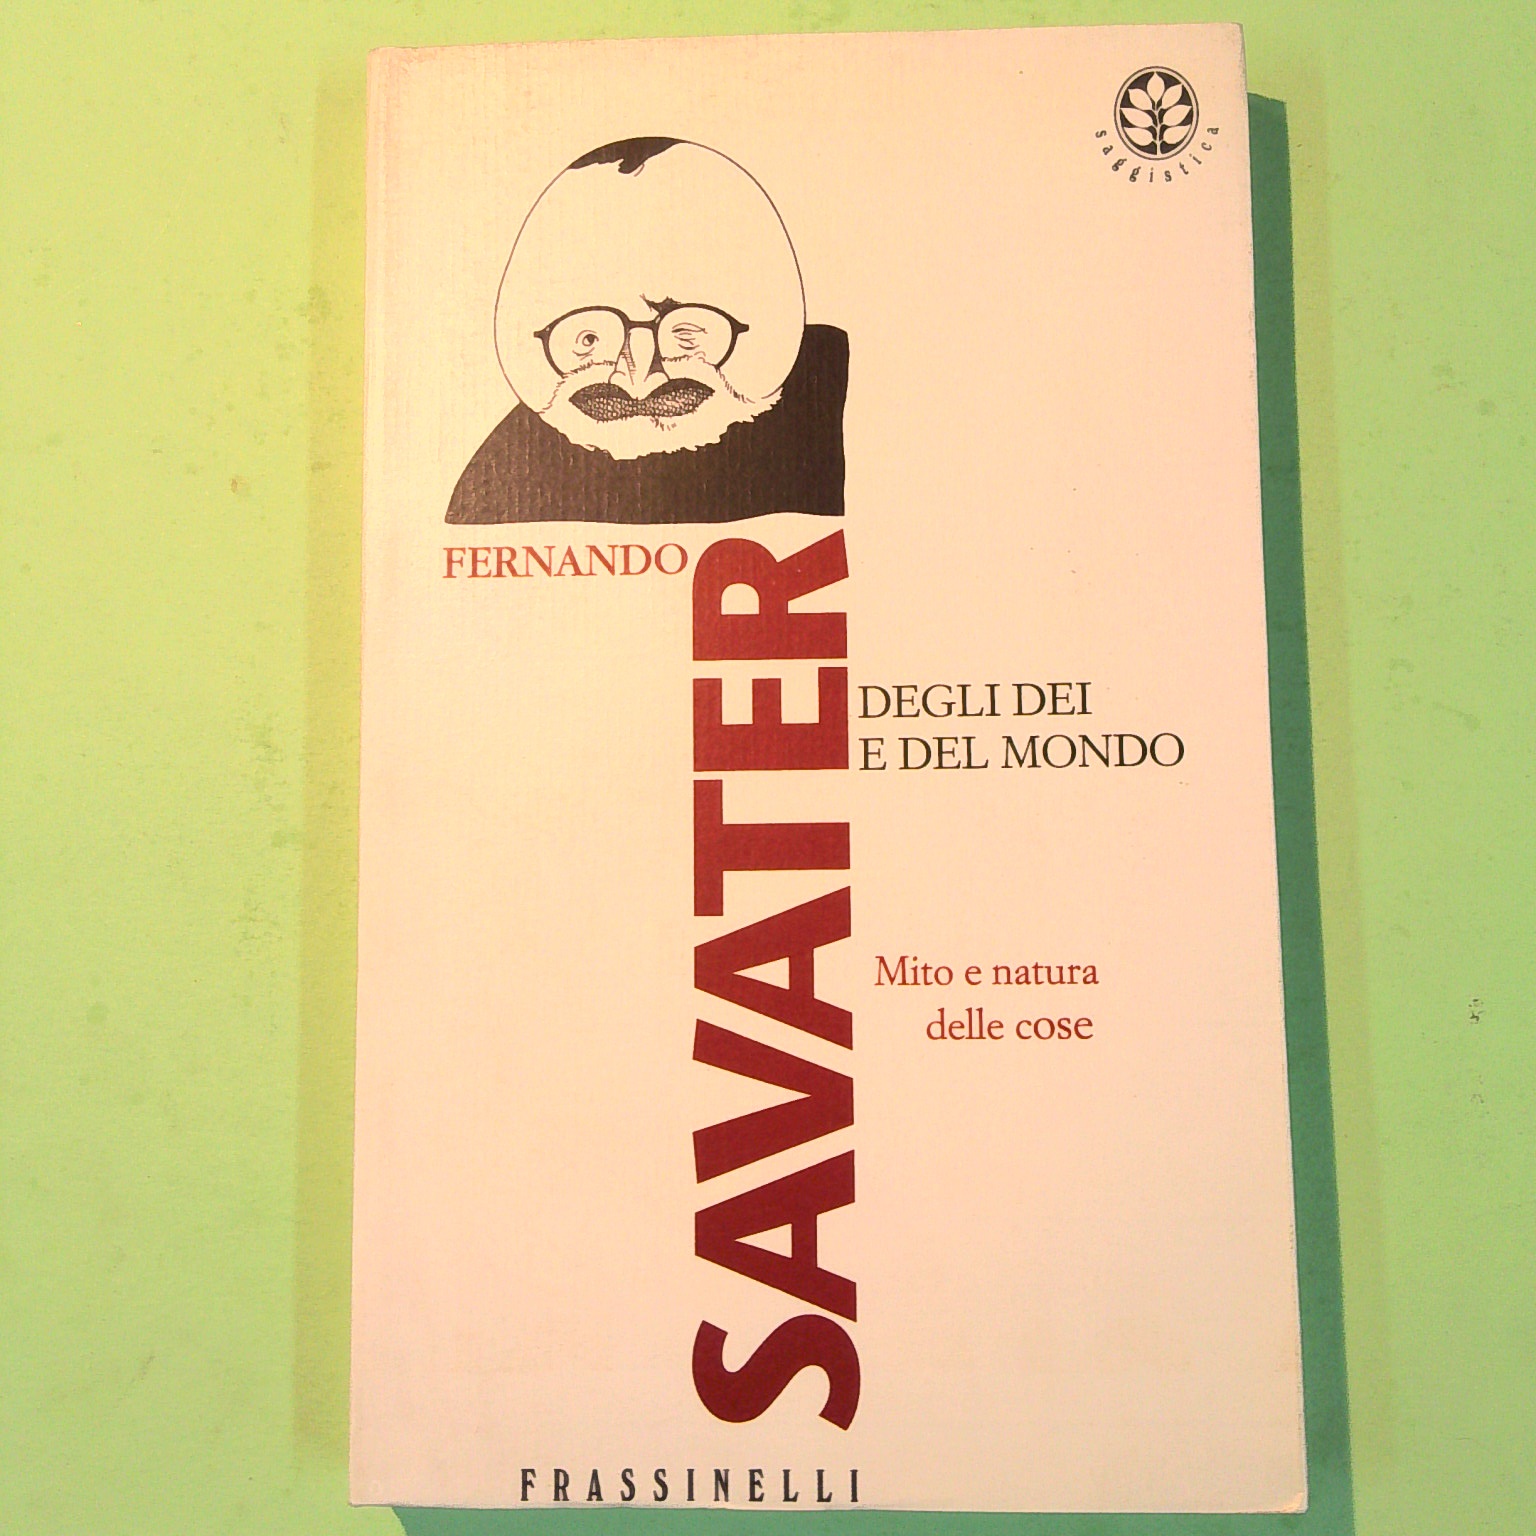 saggistica
FERNANDO
SAVATER
DEGLI DEI
E DEL MONDO
Mito e natura
delle cose
FRASSINELLI